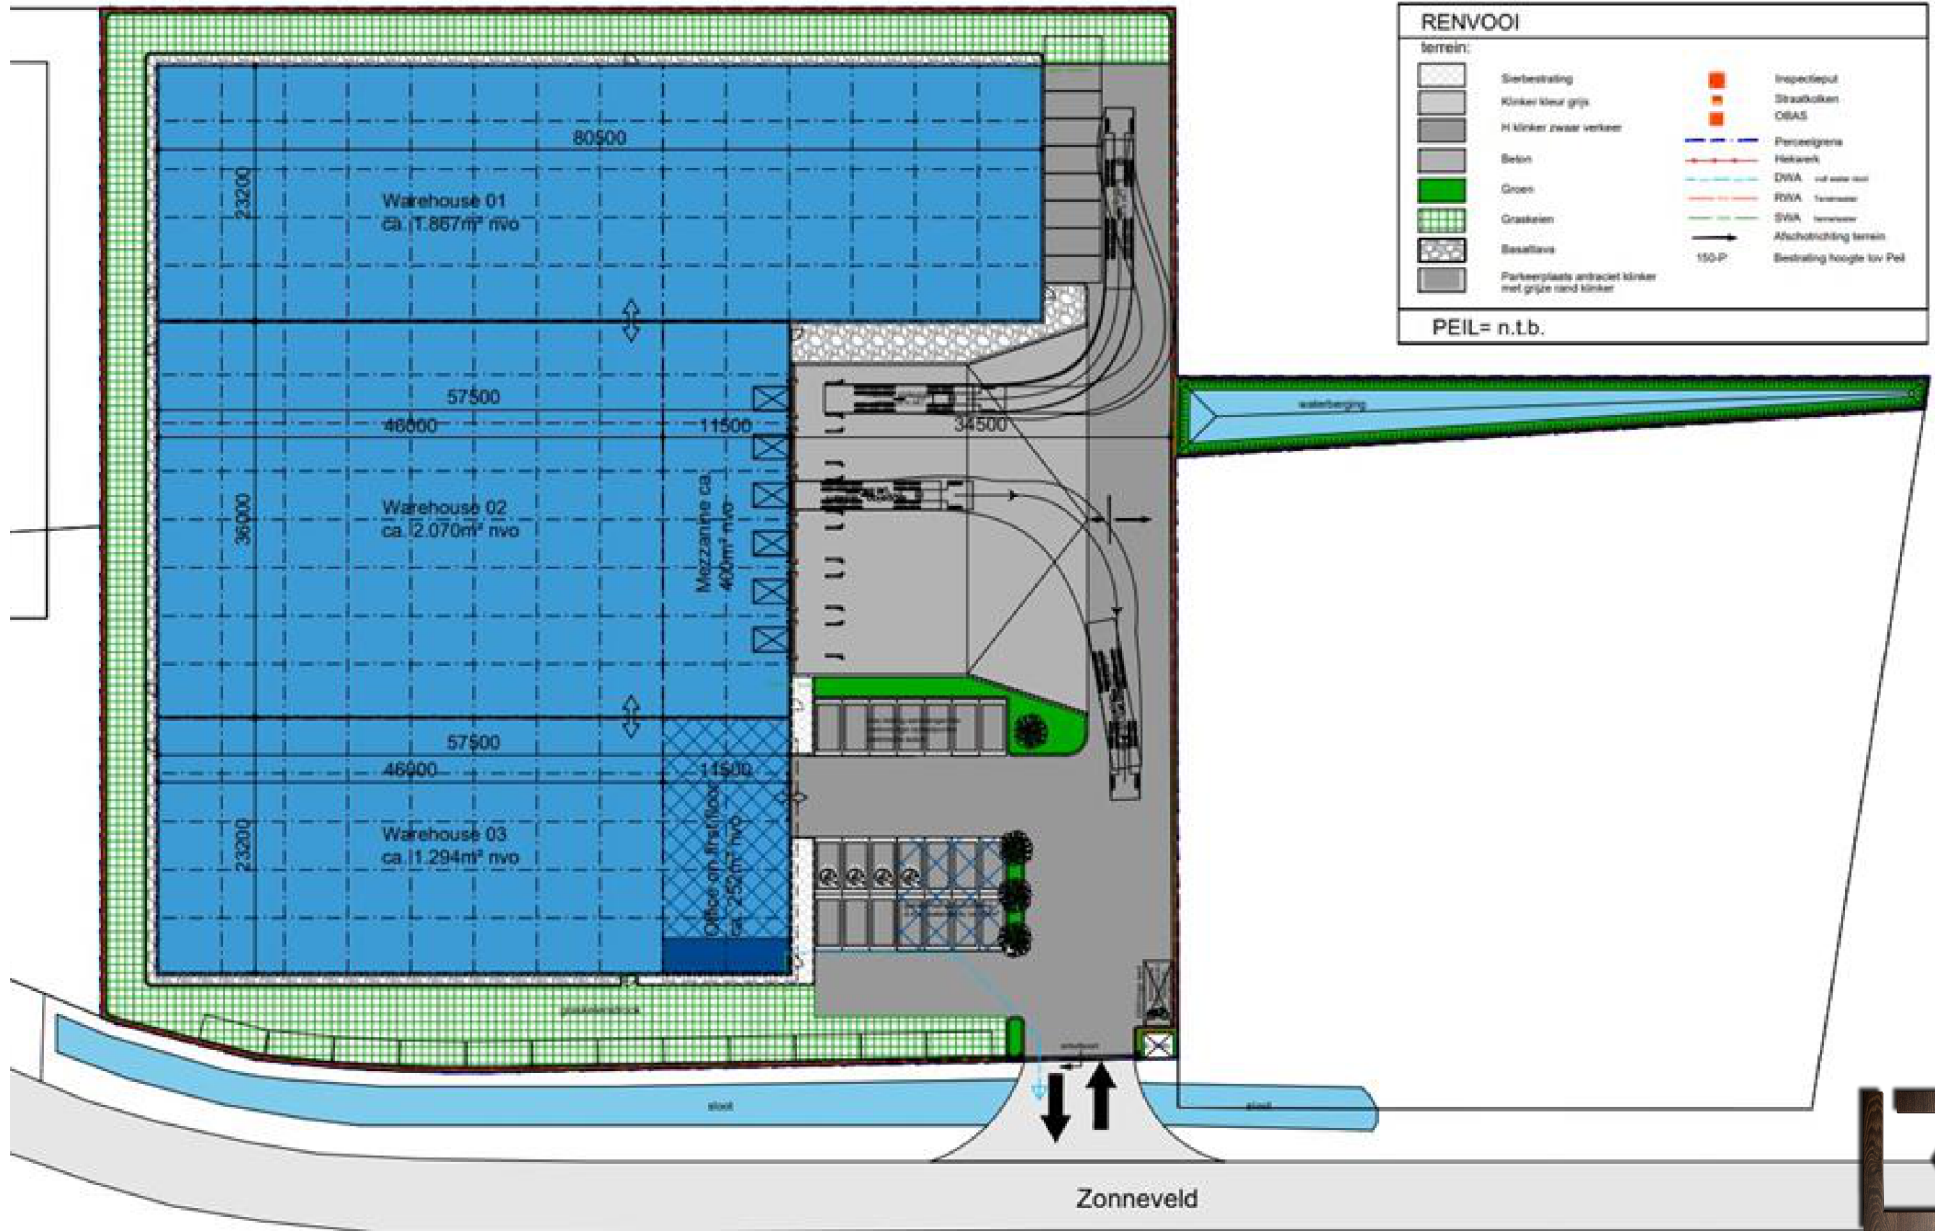 RENVOOI
terrein:
Sierbestrating
Klinker kleur grijs
H klinker zwaar verkeer
Beton
Groen
Graskeien
Basaltlava
Parkeerplaats antraciet klinker
met grijze rand klinker
Inspectieput
Straatkolken
OBAS
Perceelgrens
Hekwerk
DWA
RWA
SWA
Afschotrichting terrein
150-P
Bestrating hoogte tov Peil
PEIL= n.t.b.
80500
23200
Warehouse 01
ca. 1.867m² nvo
57500
46000
11500
34500
waterberging
36000
Warehouse 02
ca. 2.070m² nvo
Mezzanine ca.
400m² nvo
57500
46000
11500
23200
Warehouse 03
ca. 1.294m² nvo
Office on first floor
ca. 252m² nvo
sloot
sloot
Zonneveld